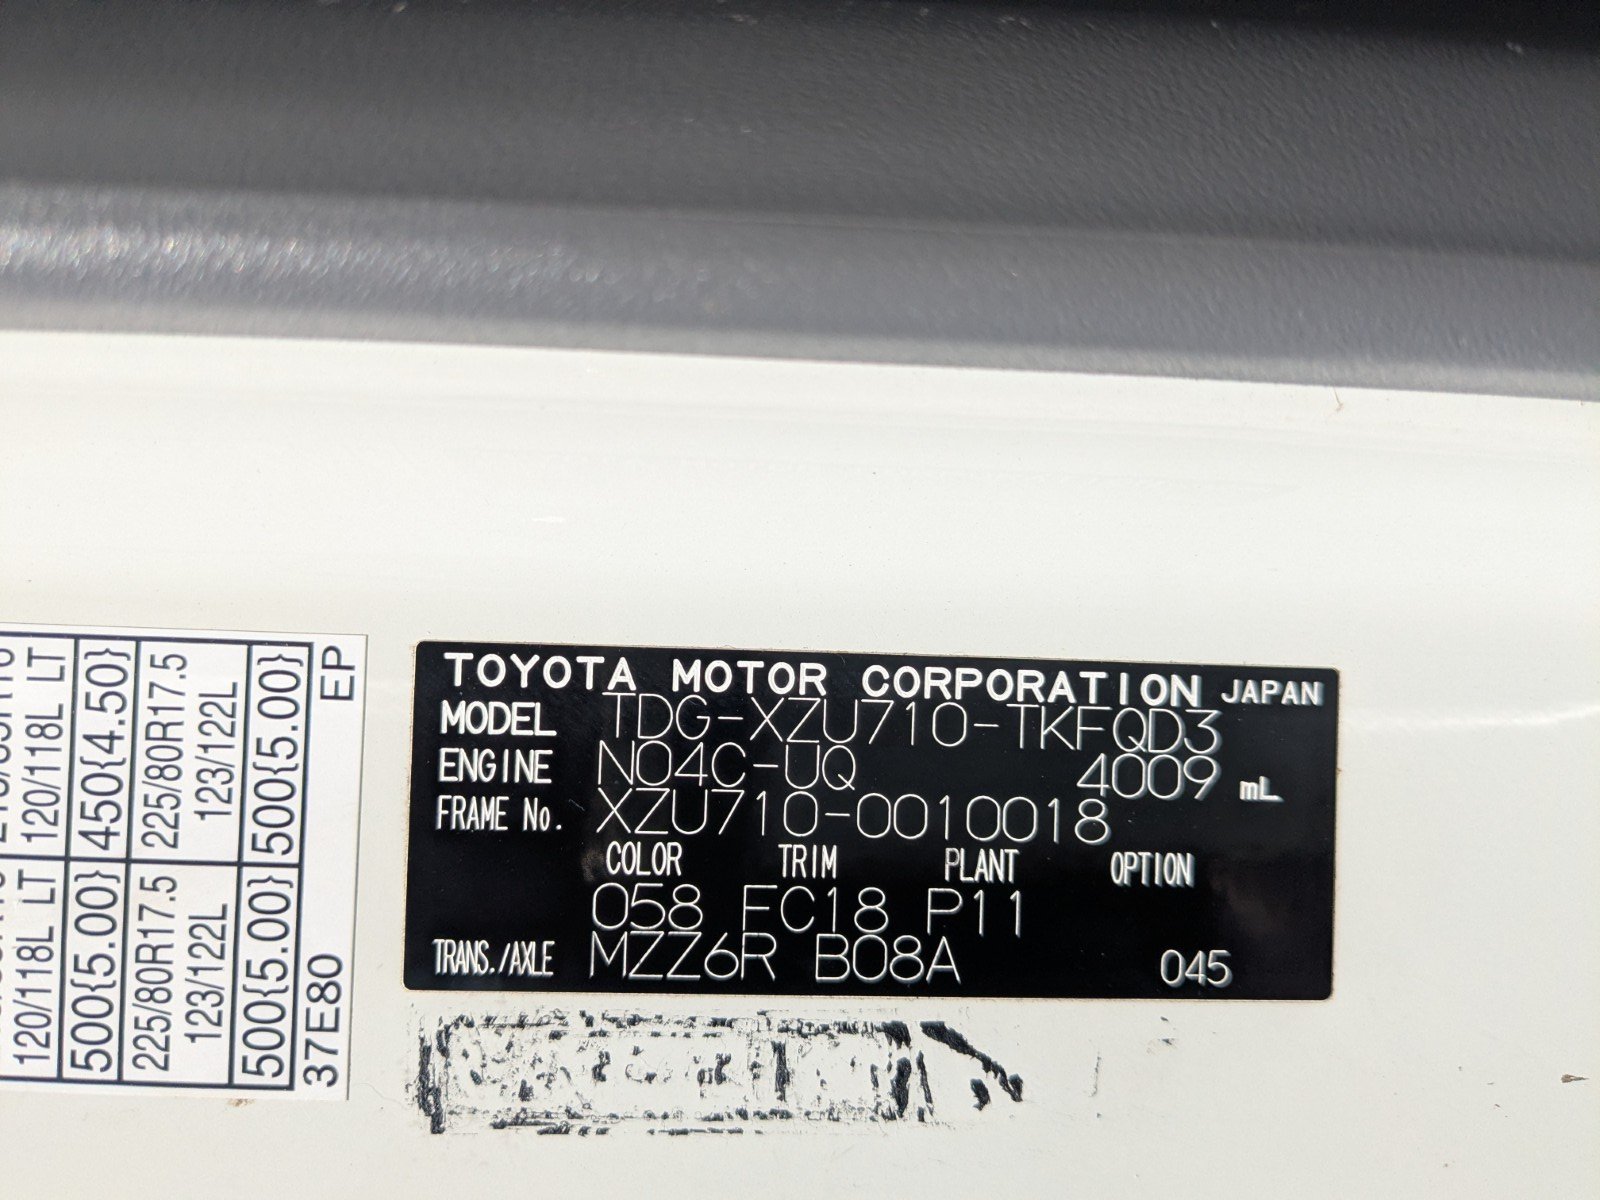 120/118L LT
120/118L LT
500{5.00}
450{4.50}
225/80R17.5
225/80R17.5
123/122L
123/122L
500{5.00}
500{5.00}
37E80
EP
TOYOTA MOTOR CORPORATION JAPAN
MODEL TDG-XZU710-TKFQD3
ENGINE N04C-UQ 4009 mL
FRAME No. XZU710-0010018
COLOR TRIM PLANT OPTION
058 FC18 P11
TRANS./AXLE MZZ6R B08A 045